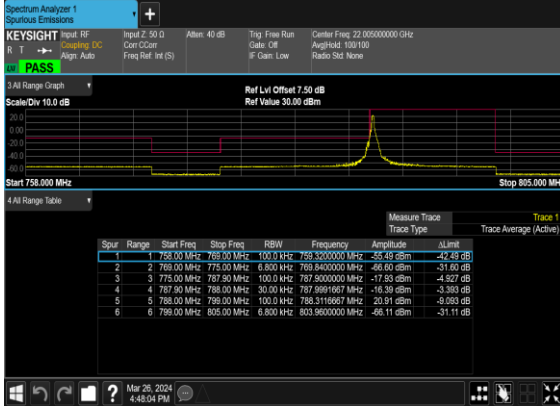 Spectrum Analyzer 1
Spurious Emissions
+
KEYSIGHT Input: RF Input Z: 50 Ω Atten: 40 dB Trig: Free Run Center Freq: 22.005000000 GHz
R T Coupling: DC Corr CCorr Gate: Off Avg|Hold: 100/100
Align: Auto Freq Ref: Int (S) IF Gain: Low Radio Std: None
PASS
3 All Range Graph
Ref Lvl Offset 7.50 dB
Scale/Div 10.0 dB Ref Value 30.00 dBm
20.0
0.00
-20.0
-40.0
-60.0
Start 758.000 MHz Stop 805.000 MH
4 All Range Table
Measure Trace Trace 1
Trace Type Trace Average (Active)
Spur Range Start Freq Stop Freq RBW Frequency Amplitude ΔLimit
1 1 758.00 MHz 769.00 MHz 100.0 kHz 759.3200000 MHz -55.49 dBm -42.49 dB
2 2 769.00 MHz 775.00 MHz 6.800 kHz 769.8400000 MHz -66.60 dBm -31.60 dB
3 3 775.00 MHz 787.90 MHz 100.0 kHz 787.9000000 MHz -17.93 dBm -4.927 dB
4 4 787.90 MHz 788.00 MHz 30.00 kHz 787.9991667 MHz -16.39 dBm -3.393 dB
5 5 788.00 MHz 799.00 MHz 100.0 kHz 788.3116667 MHz 20.91 dBm -9.093 dB
6 6 799.00 MHz 805.00 MHz 6.800 kHz 803.9600000 MHz -66.11 dBm -31.11 dB
? Mar 26, 2024
4:48:04 PM